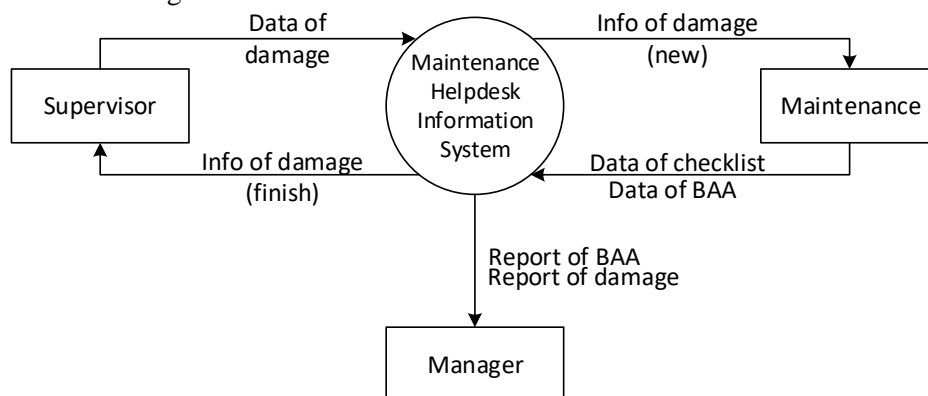 Data of
damage
Info of damage
(new)
Maintenance
Helpdesk
Information
System
Supervisor
Maintenance
Info of damage
(finish)
Data of checklist
Data of BAA
Report of BAA
Report of damage
Manager